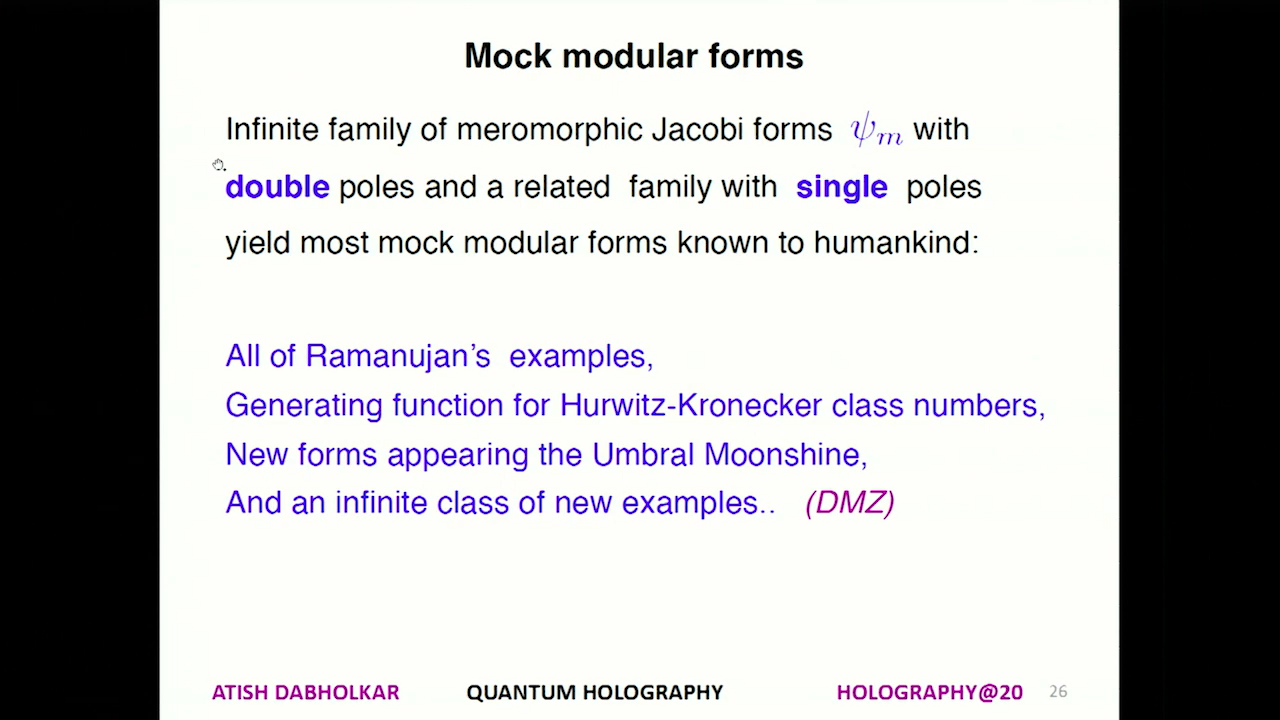 Mock modular forms
Infinite family of meromorphic Jacobi forms ψm with
double poles and a related family with single poles
yield most mock modular forms known to humankind:
All of Ramanujan's examples,
Generating function for Hurwitz-Kronecker class numbers,
New forms appearing the Umbral Moonshine,
And an infinite class of new examples.. (DMZ)
ATISH DABHOLKAR QUANTUM HOLOGRAPHY HOLOGRAPHY@20 26